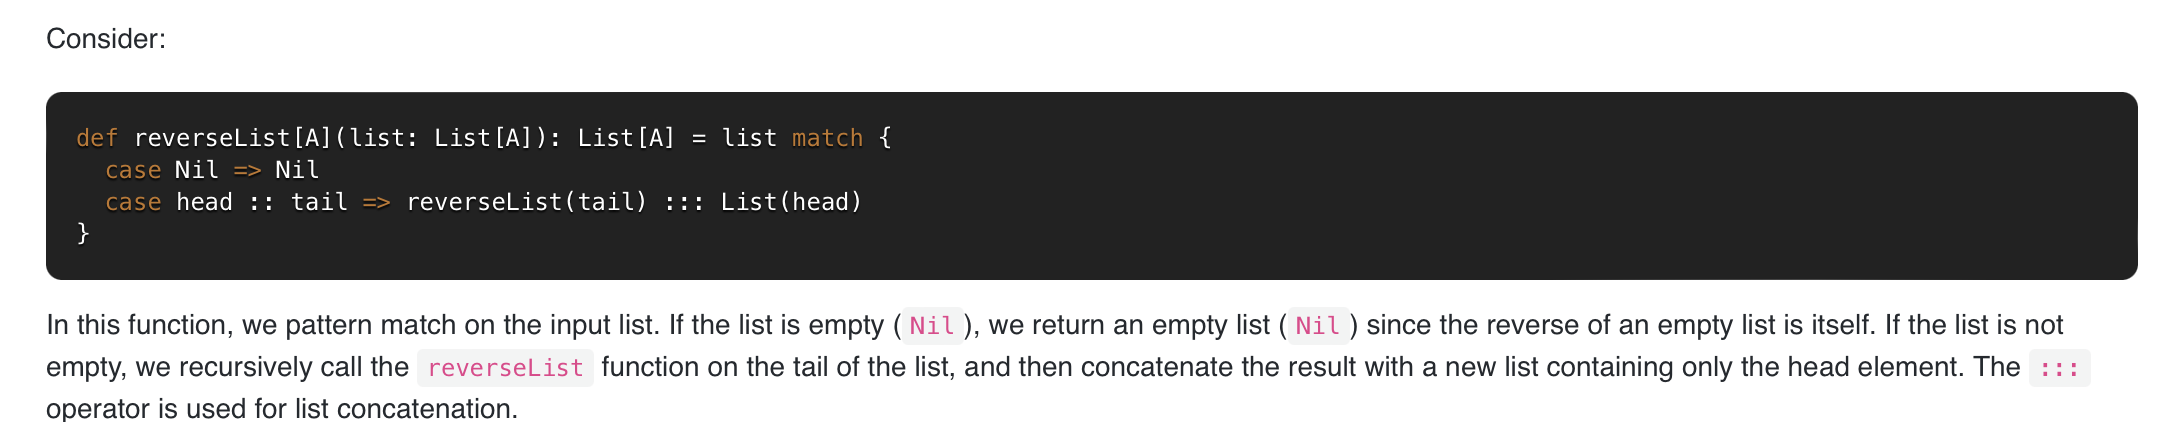 Consider:
def reverseList[A](list: List[A]): List[A] = list match {
  case Nil => Nil
  case head :: tail => reverseList(tail) ::: List(head)
}
In this function, we pattern match on the input list. If the list is empty ( Nil ), we return an empty list ( Nil ) since the reverse of an empty list is itself. If the list is not
empty, we recursively call the reverseList function on the tail of the list, and then concatenate the result with a new list containing only the head element. The :::
operator is used for list concatenation.